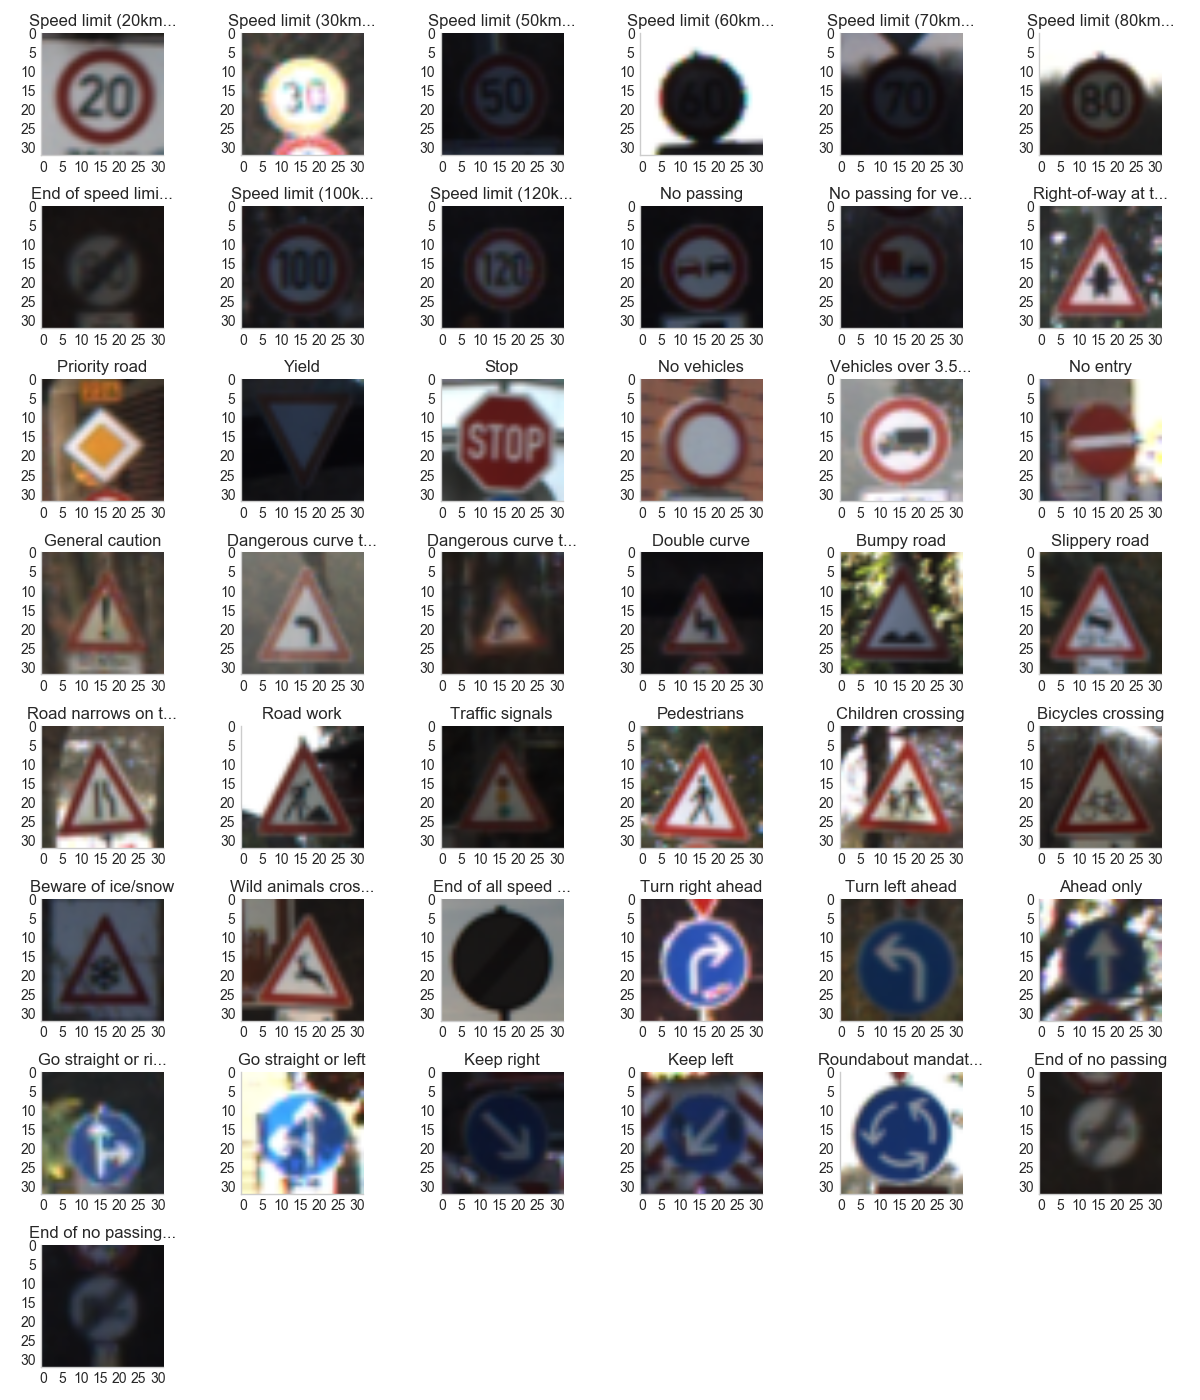 Speed limit (20km... Speed limit (30km... Speed limit (50km... Speed limit (60km... Speed limit (70km... Speed limit (80km...
0 0 0 0 0 0
5 5 5 5 5 5
10 10 10 10 10 10
15 15 15 15 15 15
20 30 50 60 70 80
20 20 20 20 20 20
25 25 25 25 25 25
30 30 30 30 30 30
0 5 10 15 20 25 30 0 5 10 15 20 25 30 0 5 10 15 20 25 30 0 5 10 15 20 25 30 0 5 10 15 20 25 30 0 5 10 15 20 25 30
End of speed limi... Speed limit (100k... Speed limit (120k... No passing No passing for ve... Right-of-way at t...
0 0 0 0 0 0
5 5 5 5 5 5
10 10 10 10 10 10
15 15 15 15 15 15
80 100 120
20 20 20 20 20 20
25 25 25 25 25 25
30 30 30 30 30 30
0 5 10 15 20 25 30 0 5 10 15 20 25 30 0 5 10 15 20 25 30 0 5 10 15 20 25 30 0 5 10 15 20 25 30 0 5 10 15 20 25 30
Priority road Yield Stop No vehicles Vehicles over 3.5... No entry
0 0 0 0 0 0
5 5 5 5 5 5
10 10 10 10 10 10
15 15 15 15 15 15
STOP
20 20 20 20 20 20
25 25 25 25 25 25
30 30 30 30 30 30
0 5 10 15 20 25 30 0 5 10 15 20 25 30 0 5 10 15 20 25 30 0 5 10 15 20 25 30 0 5 10 15 20 25 30 0 5 10 15 20 25 30
General caution Dangerous curve t... Dangerous curve t... Double curve Bumpy road Slippery road
0 0 0 0 0 0
5 5 5 5 5 5
10 10 10 10 10 10
15 15 15 15 15 15
20 20 20 20 20 20
25 25 25 25 25 25
30 30 30 30 30 30
0 5 10 15 20 25 30 0 5 10 15 20 25 30 0 5 10 15 20 25 30 0 5 10 15 20 25 30 0 5 10 15 20 25 30 0 5 10 15 20 25 30
Road narrows on t... Road work Traffic signals Pedestrians Children crossing Bicycles crossing
0 0 0 0 0 0
5 5 5 5 5 5
10 10 10 10 10 10
15 15 15 15 15 15
20 20 20 20 20 20
25 25 25 25 25 25
30 30 30 30 30 30
0 5 10 15 20 25 30 0 5 10 15 20 25 30 0 5 10 15 20 25 30 0 5 10 15 20 25 30 0 5 10 15 20 25 30 0 5 10 15 20 25 30
Beware of ice/snow Wild animals cros... End of all speed ... Turn right ahead Turn left ahead Ahead only
0 0 0 0 0 0
5 5 5 5 5 5
10 10 10 10 10 10
15 15 15 15 15 15
20 20 20 20 20 20
25 25 25 25 25 25
30 30 30 30 30 30
0 5 10 15 20 25 30 0 5 10 15 20 25 30 0 5 10 15 20 25 30 0 5 10 15 20 25 30 0 5 10 15 20 25 30 0 5 10 15 20 25 30
Go straight or ri... Go straight or left Keep right Keep left Roundabout mandat... End of no passing
0 0 0 0 0 0
5 5 5 5 5 5
10 10 10 10 10 10
15 15 15 15 15 15
20 20 20 20 20 20
25 25 25 25 25 25
30 30 30 30 30 30
0 5 10 15 20 25 30 0 5 10 15 20 25 30 0 5 10 15 20 25 30 0 5 10 15 20 25 30 0 5 10 15 20 25 30 0 5 10 15 20 25 30
End of no passing...
0
5
10
15
20
25
30
0 5 10 15 20 25 30